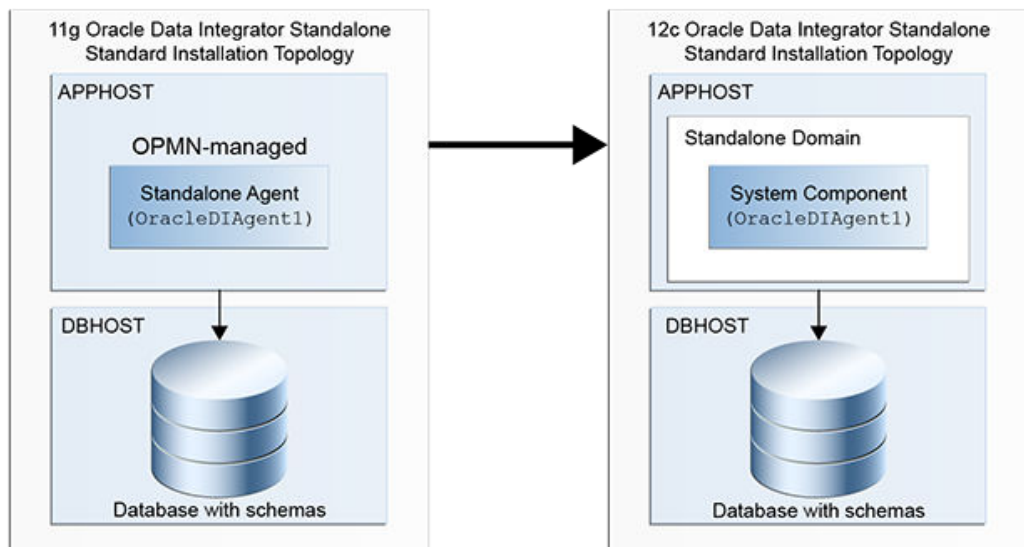 11g Oracle Data Integrator Standalone
Standard Installation Topology
APPHOST
OPMN-managed
Standalone Agent
(OracleDIAgent1)
DBHOST
Database with schemas
12c Oracle Data Integrator Standalone
Standard Installation Topology
APPHOST
Standalone Domain
System Component
(OracleDIAgent1)
DBHOST
Database with schemas